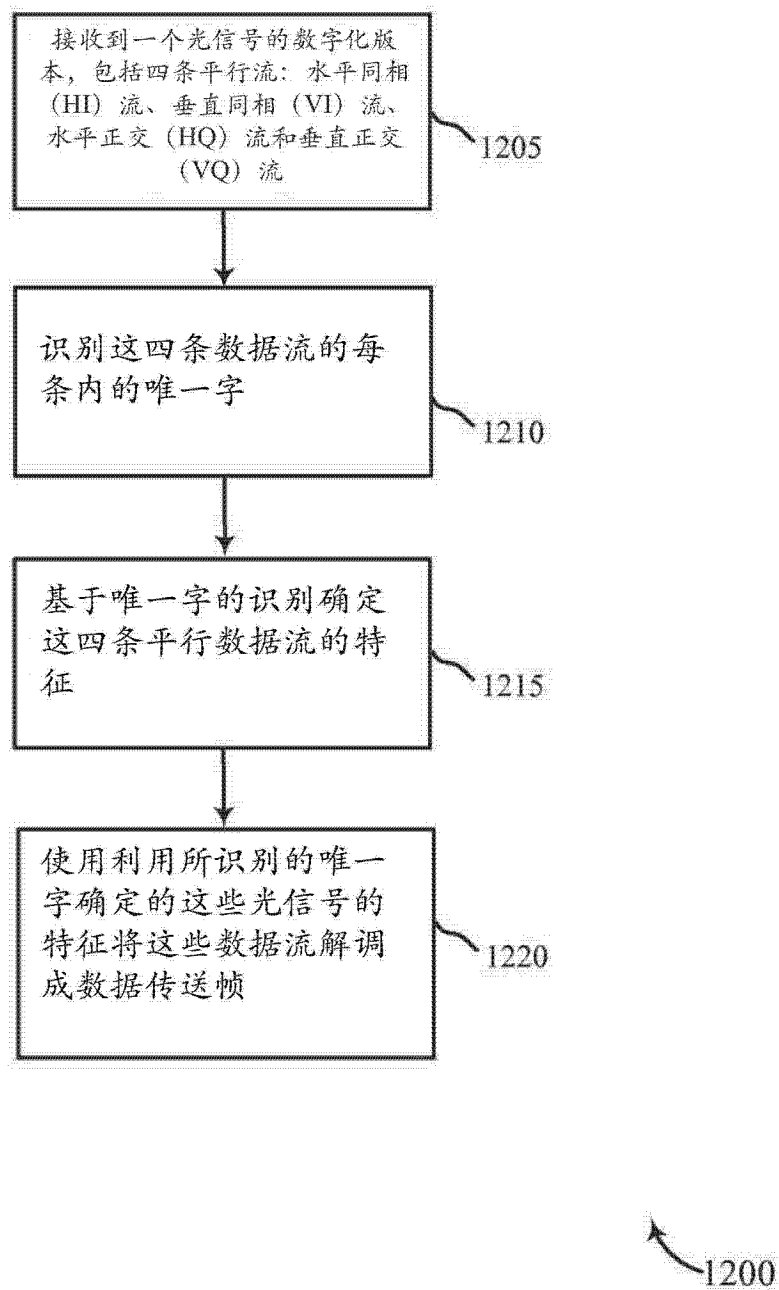 接收到一个光信号的数字化版
本，包括四条平行流：水平同相
（HI）流、垂直同相（VI）流、
水平正交（HQ）流和垂直正交
（VQ）流
1205
识别这四条数据流的每
条内的唯一字
1210
基于唯一字的识别确定
这四条平行数据流的特
征
1215
使用利用所识别的唯一
字确定的这些光信号的
特征将这些数据流解调
成数据传送帧
1220
1200